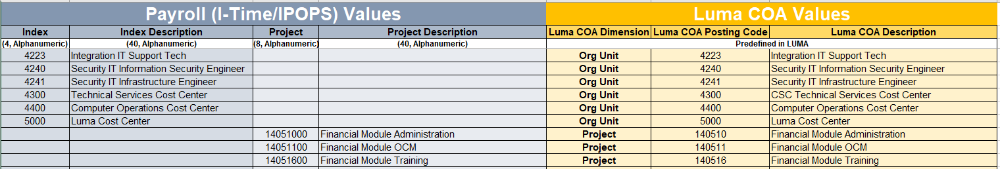 Payroll (I-Time/IPOPS) Values Luma COA Values
Index Index Description Project Project Description Luma COA Dimension Luma COA Posting Code Luma COA Description
(4, Alphanumeric) (40, Alphanumeric) (8, Alphanumeric) (40, Alphanumeric) Predefined in LUMA
4223 Integration IT Support Tech Org Unit 4223 Integration IT Support Tech
4240 Security IT Information Security Engineer Org Unit 4240 Security IT Information Security Engineer
4241 Security IT Infrastructure Engineer Org Unit 4241 Security IT Infrastructure Engineer
4300 Technical Services Cost Center Org Unit 4300 CSC Technical Services Cost Center
4400 Computer Operations Cost Center Org Unit 4400 Computer Operations Cost Center
5000 Luma Cost Center Org Unit 5000 Luma Cost Center
14051000 Financial Module Administration Project 140510 Financial Module Administration
14051100 Financial Module OCM Project 140511 Financial Module OCM
14051600 Financial Module Training Project 140516 Financial Module Training